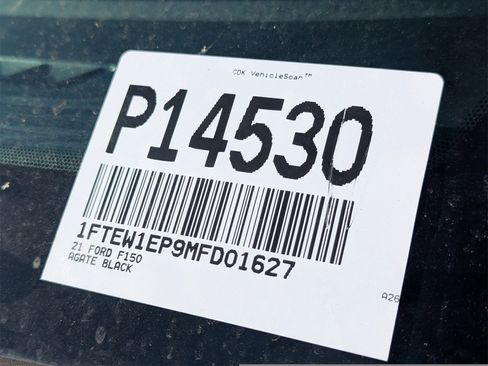 CDK VehicleScan™
P14530
1FTEW1EP9MFD01627
21 FORD F150
AGATE BLACK
A26